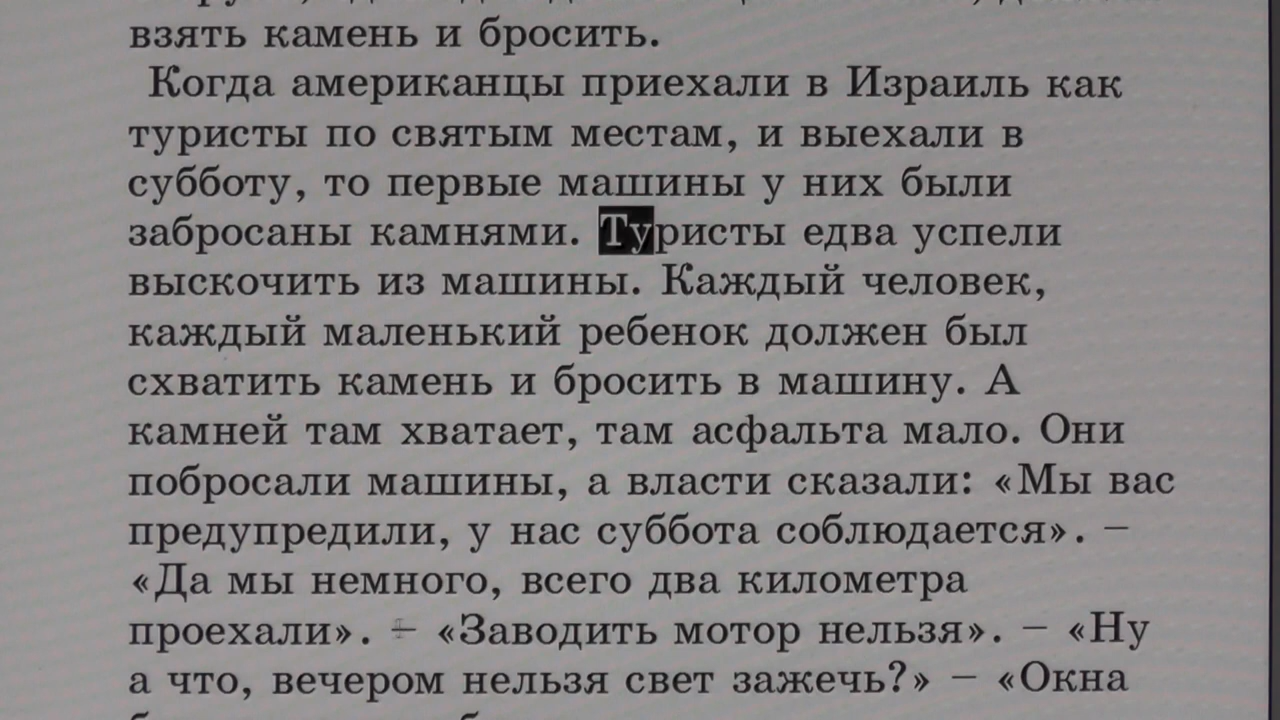 взять камень и бросить.
Когда американцы приехали в Израиль как
туристы по святым местам, и выехали в
субботу, то первые машины у них были
забросаны камнями. Туристы едва успели
выскочить из машины. Каждый человек,
каждый маленький ребенок должен был
схватить камень и бросить в машину. А
камней там хватает, там асфальта мало. Они
побросали машины, а власти сказали: «Мы вас
предупредили, у нас суббота соблюдается». –
«Да мы немного, всего два километра
проехали». – «Заводить мотор нельзя». – «Ну
а что, вечером нельзя свет зажечь?» – «Окна